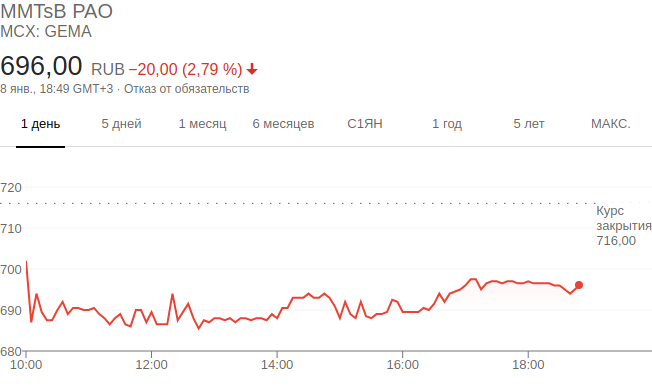 MMTsB PAO
MCX: GEMA
696,00 RUB −20,00 (2,79 %)
8 янв., 18:49 GMT+3 · Отказ от обязательств
1 день 5 дней 1 месяц 6 месяцев С1ЯН 1 год 5 лет МАКС.
720
Курс
закрытия
716,00
710
700
690
680
10:00 12:00 14:00 16:00 18:00